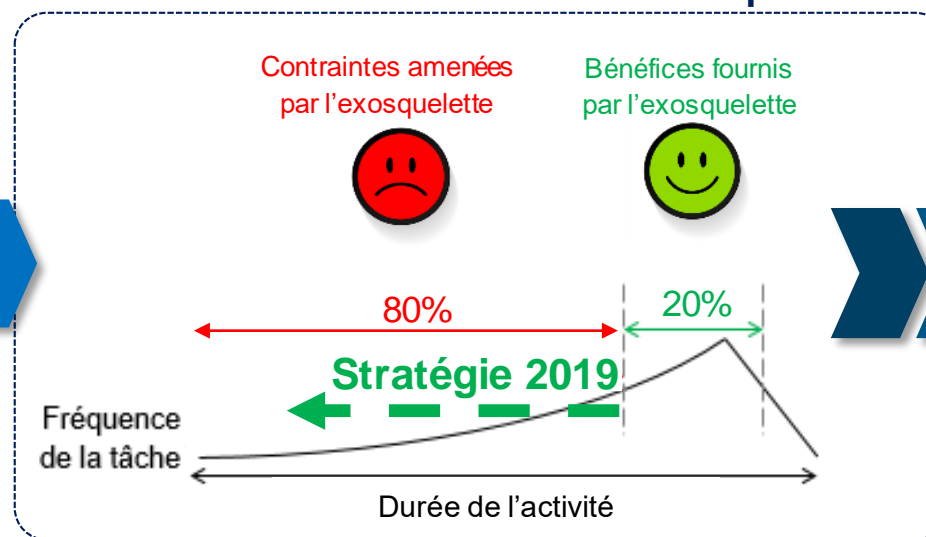 Contraintes amenées
par l'exosquelette
Bénéfices fournis
par l'exosquelette
80%
20%
Stratégie 2019
Fréquence
de la tâche
Durée de l'activité